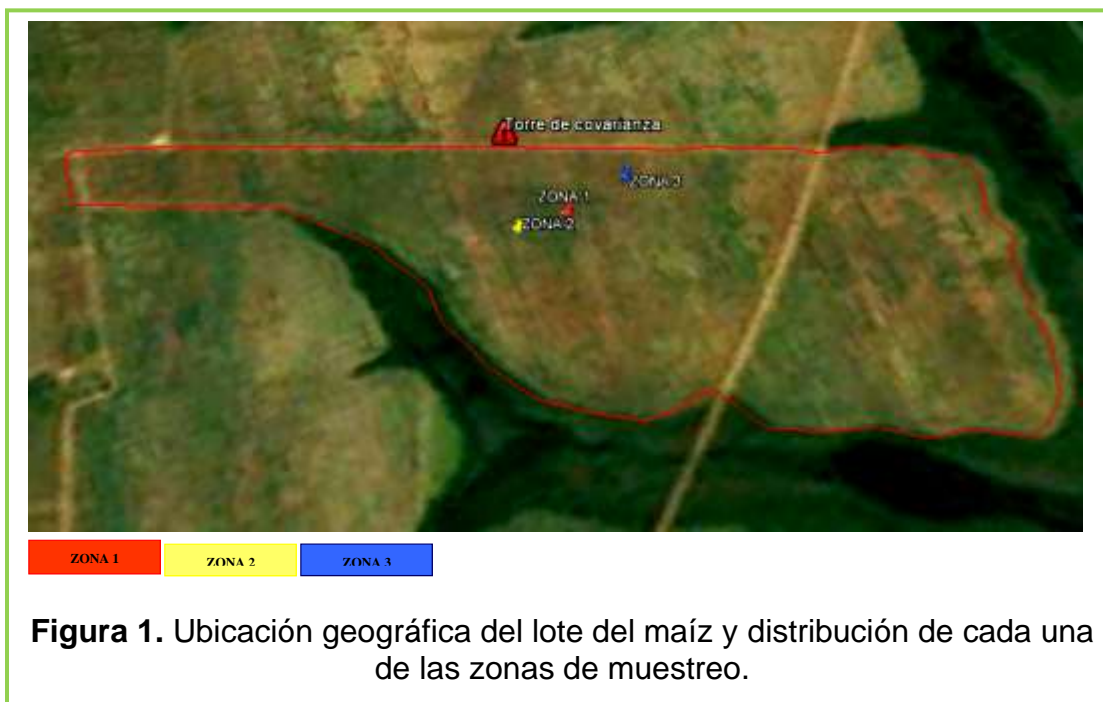 Torre de covarianza
ZONA 3
ZONA 1
ZONA 2
ZONA 1 ZONA 2 ZONA 3
Figura 1. Ubicación geográfica del lote del maíz y distribución de cada una
de las zonas de muestreo.